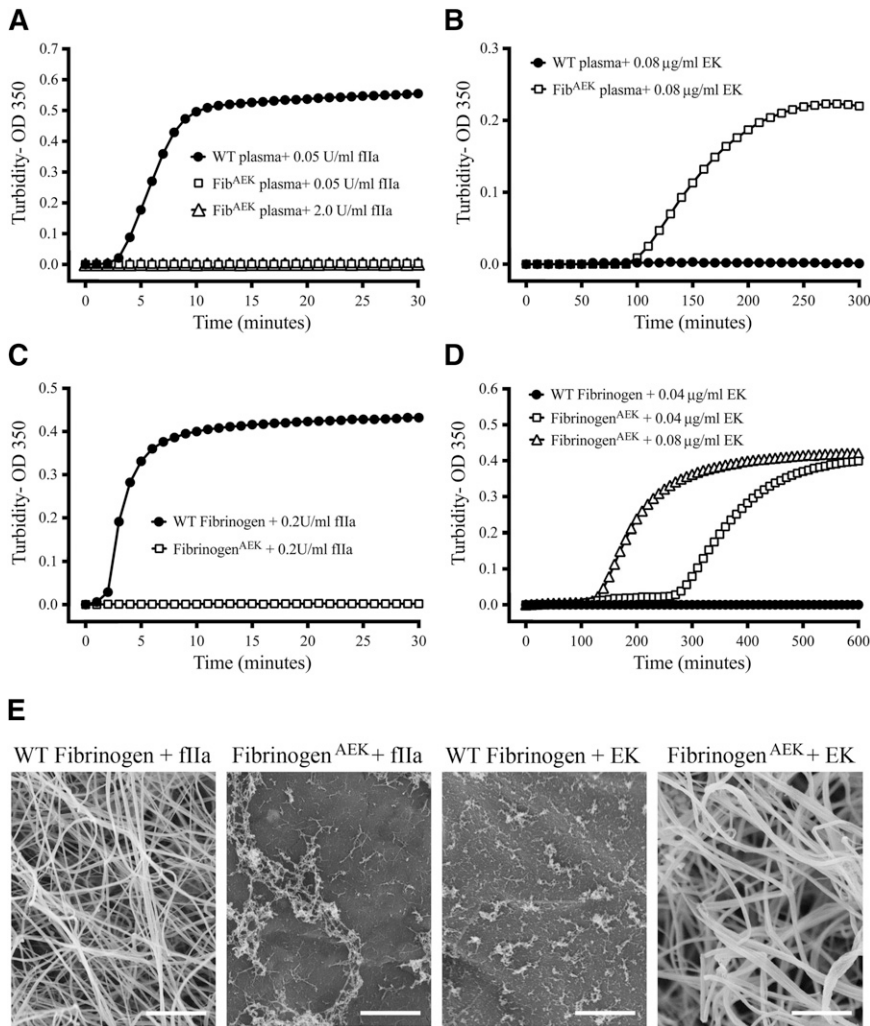 A
Turbidity- OD 350
0.7
0.6
0.5
0.4
0.3
0.2
0.1
0.0
WT plasma+ 0.05 U/ml fIIa
Fib^AEK plasma+ 0.05 U/ml fIIa
Fib^AEK plasma+ 2.0 U/ml fIIa
0 5 10 15 20 25 30
Time (minutes)
B
Turbidity- OD 350
0.3
0.2
0.1
0.0
WT plasma+ 0.08 µg/ml EK
Fib^AEK plasma+ 0.08 µg/ml EK
0 50 100 150 200 250 300
Time (minutes)
C
Turbidity- OD 350
0.5
0.4
0.3
0.2
0.1
0.0
WT Fibrinogen + 0.2U/ml fIIa
Fibrinogen^AEK + 0.2U/ml fIIa
0 5 10 15 20 25 30
Time (minutes)
D
Turbidity- OD 350
0.6
0.5
0.4
0.3
0.2
0.1
0.0
WT Fibrinogen + 0.04 µg/ml EK
Fibrinogen^AEK + 0.04 µg/ml EK
Fibrinogen^AEK + 0.08 µg/ml EK
0 100 200 300 400 500 600
Time (minutes)
E
WT Fibrinogen + fIIa
Fibrinogen ^AEK + fIIa
WT Fibrinogen + EK
Fibrinogen^AEK + EK